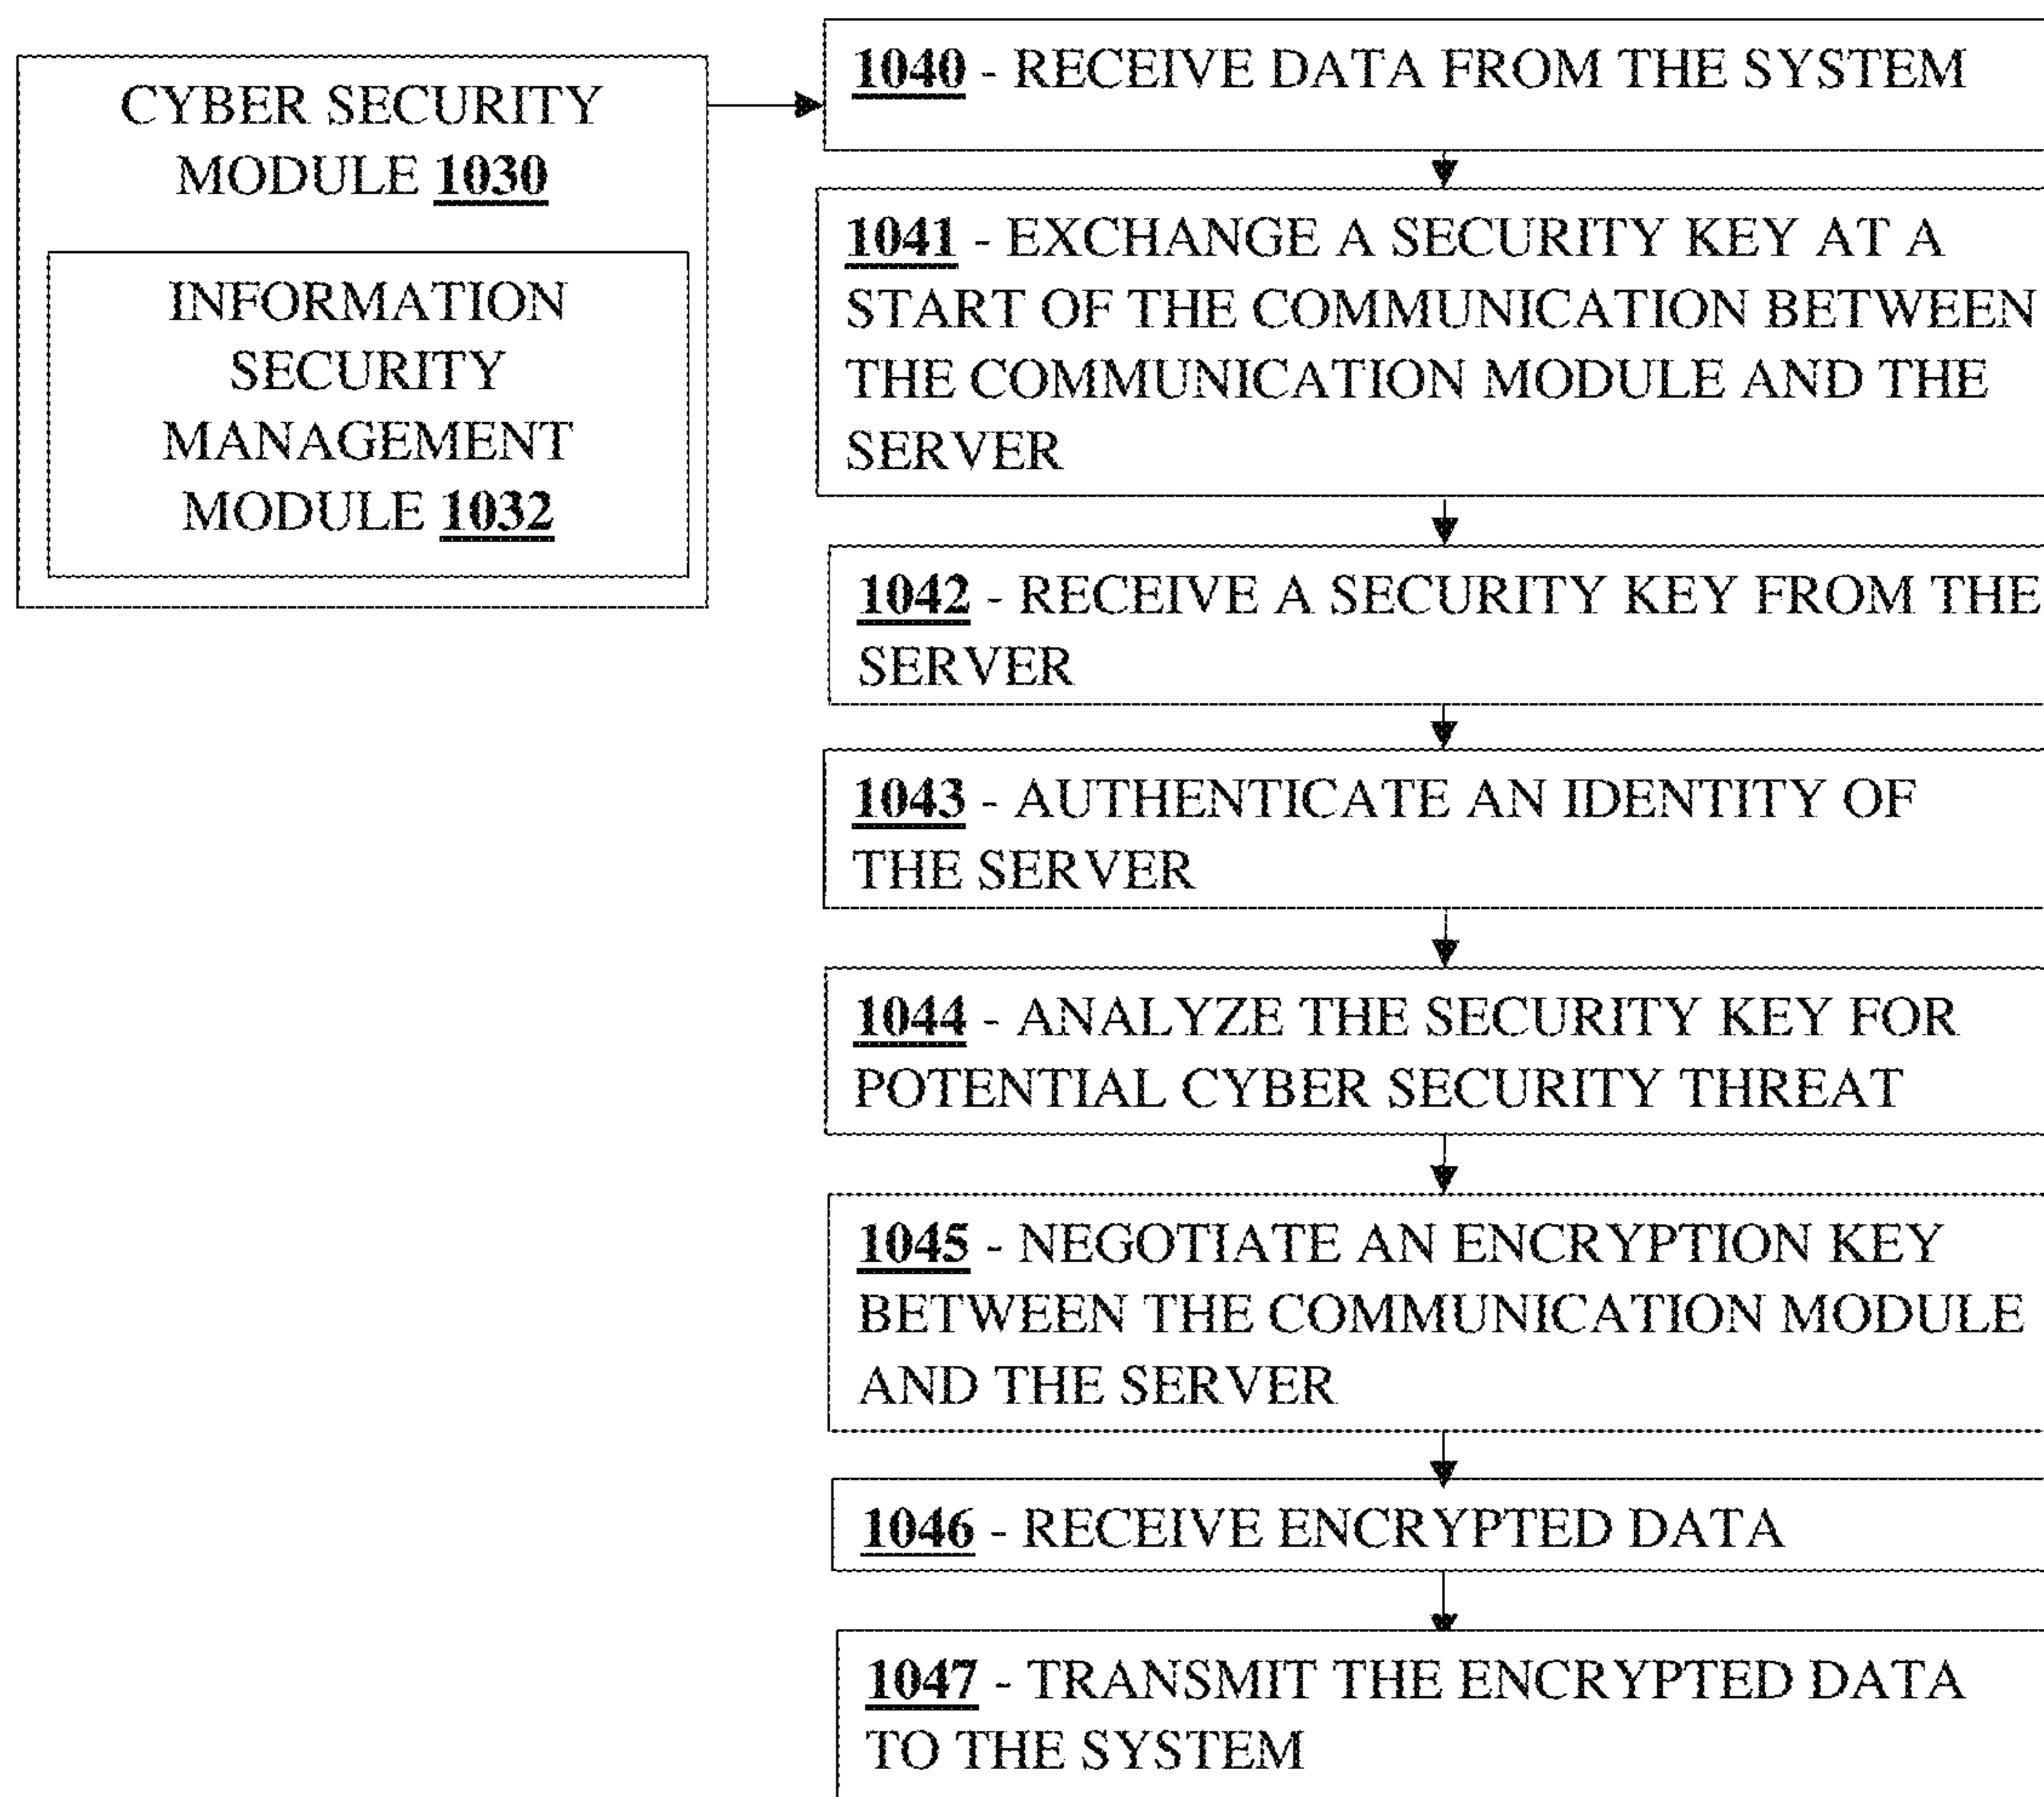 CYBER SECURITY
MODULE 1030
INFORMATION
SECURITY
MANAGEMENT
MODULE 1032
1040 - RECEIVE DATA FROM THE SYSTEM
1041 - EXCHANGE A SECURITY KEY AT A
START OF THE COMMUNICATION BETWEEN
THE COMMUNICATION MODULE AND THE
SERVER
1042 - RECEIVE A SECURITY KEY FROM THE
SERVER
1043 - AUTHENTICATE AN IDENTITY OF
THE SERVER
1044 - ANALYZE THE SECURITY KEY FOR
POTENTIAL CYBER SECURITY THREAT
1045 - NEGOTIATE AN ENCRYPTION KEY
BETWEEN THE COMMUNICATION MODULE
AND THE SERVER
1046 - RECEIVE ENCRYPTED DATA
1047 - TRANSMIT THE ENCRYPTED DATA
TO THE SYSTEM